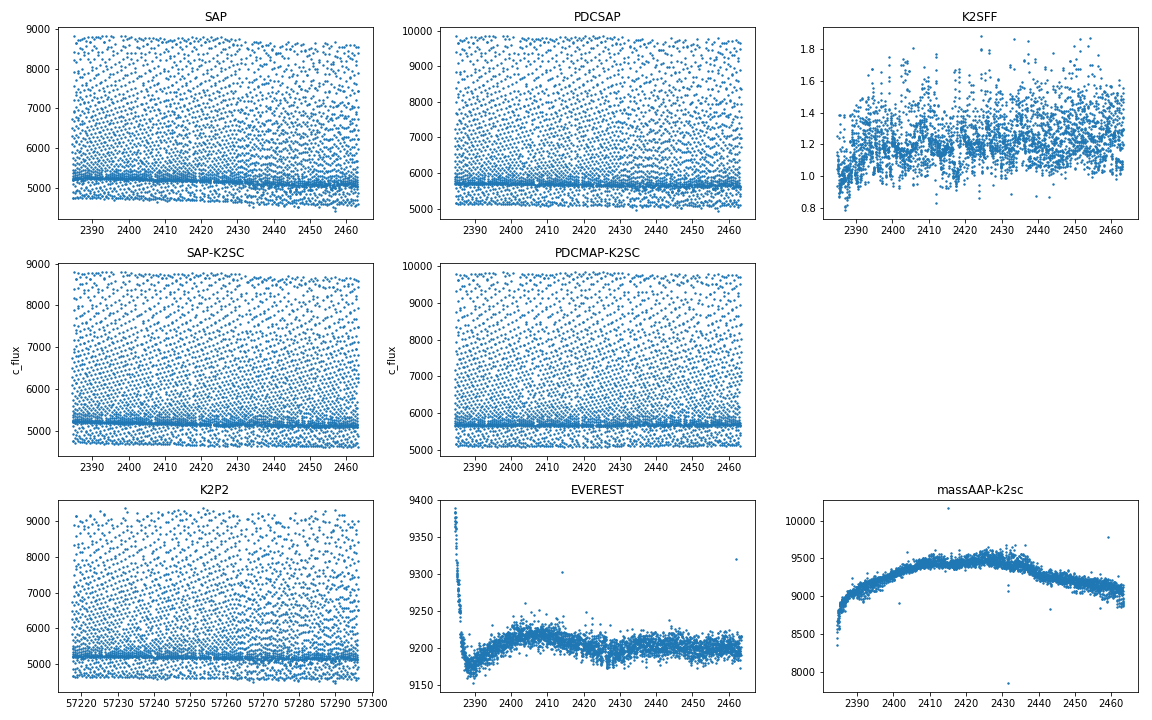 SAP
9000
8000
7000
6000
5000
2390 2400 2410 2420 2430 2440 2450 2460
PDCSAP
10000
9000
8000
7000
6000
5000
2390 2400 2410 2420 2430 2440 2450 2460
K2SFF
1.8
1.6
1.4
1.2
1.0
0.8
2390 2400 2410 2420 2430 2440 2450 2460
SAP-K2SC
c_flux
9000
8000
7000
6000
5000
2390 2400 2410 2420 2430 2440 2450 2460
PDCMAP-K2SC
c_flux
10000
9000
8000
7000
6000
5000
2390 2400 2410 2420 2430 2440 2450 2460
K2P2
9000
8000
7000
6000
5000
57220 57230 57240 57250 57260 57270 57280 57290 57300
EVEREST
9400
9350
9300
9250
9200
9150
2390 2400 2410 2420 2430 2440 2450 2460
massAAP-k2sc
10000
9500
9000
8500
8000
2390 2400 2410 2420 2430 2440 2450 2460